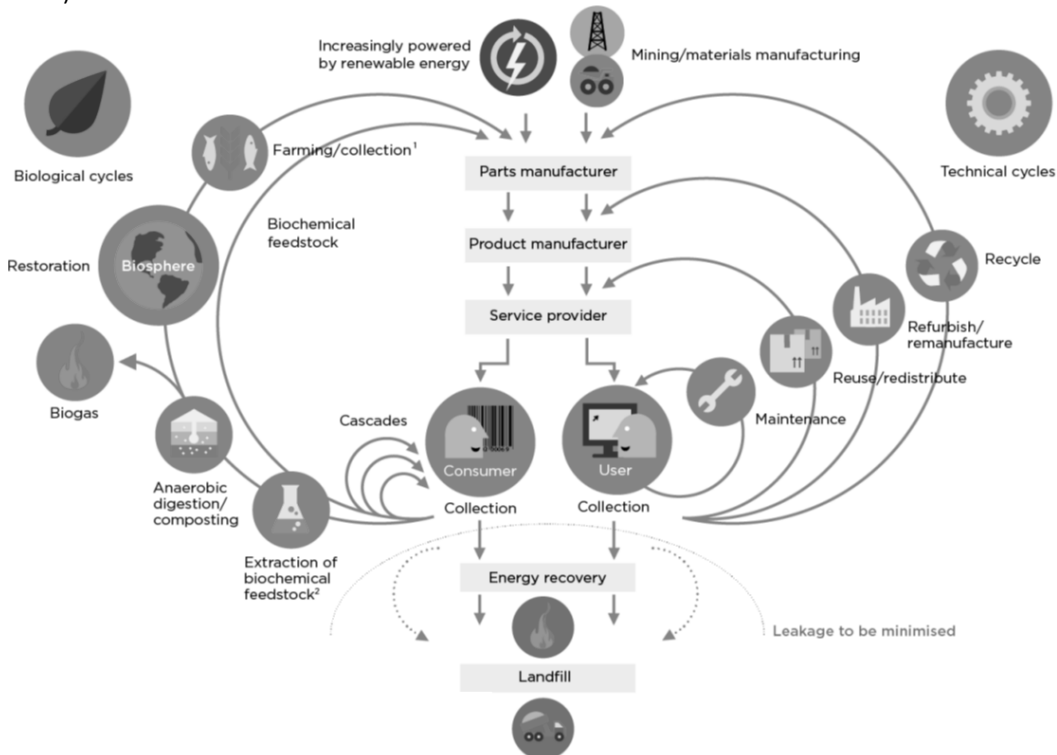 Increasingly powered
by renewable energy
Mining/materials manufacturing
Biological cycles
Technical cycles
Farming/collection¹
Parts manufacturer
Biochemical
feedstock
Product manufacturer
Restoration
Biosphere
Recycle
Service provider
Refurbish/
remanufacture
Reuse/redistribute
Biogas
Cascades
Maintenance
Consumer
User
Collection
Collection
Anaerobic
digestion/
composting
Extraction of
biochemical
feedstock²
Energy recovery
Leakage to be minimised
Landfill